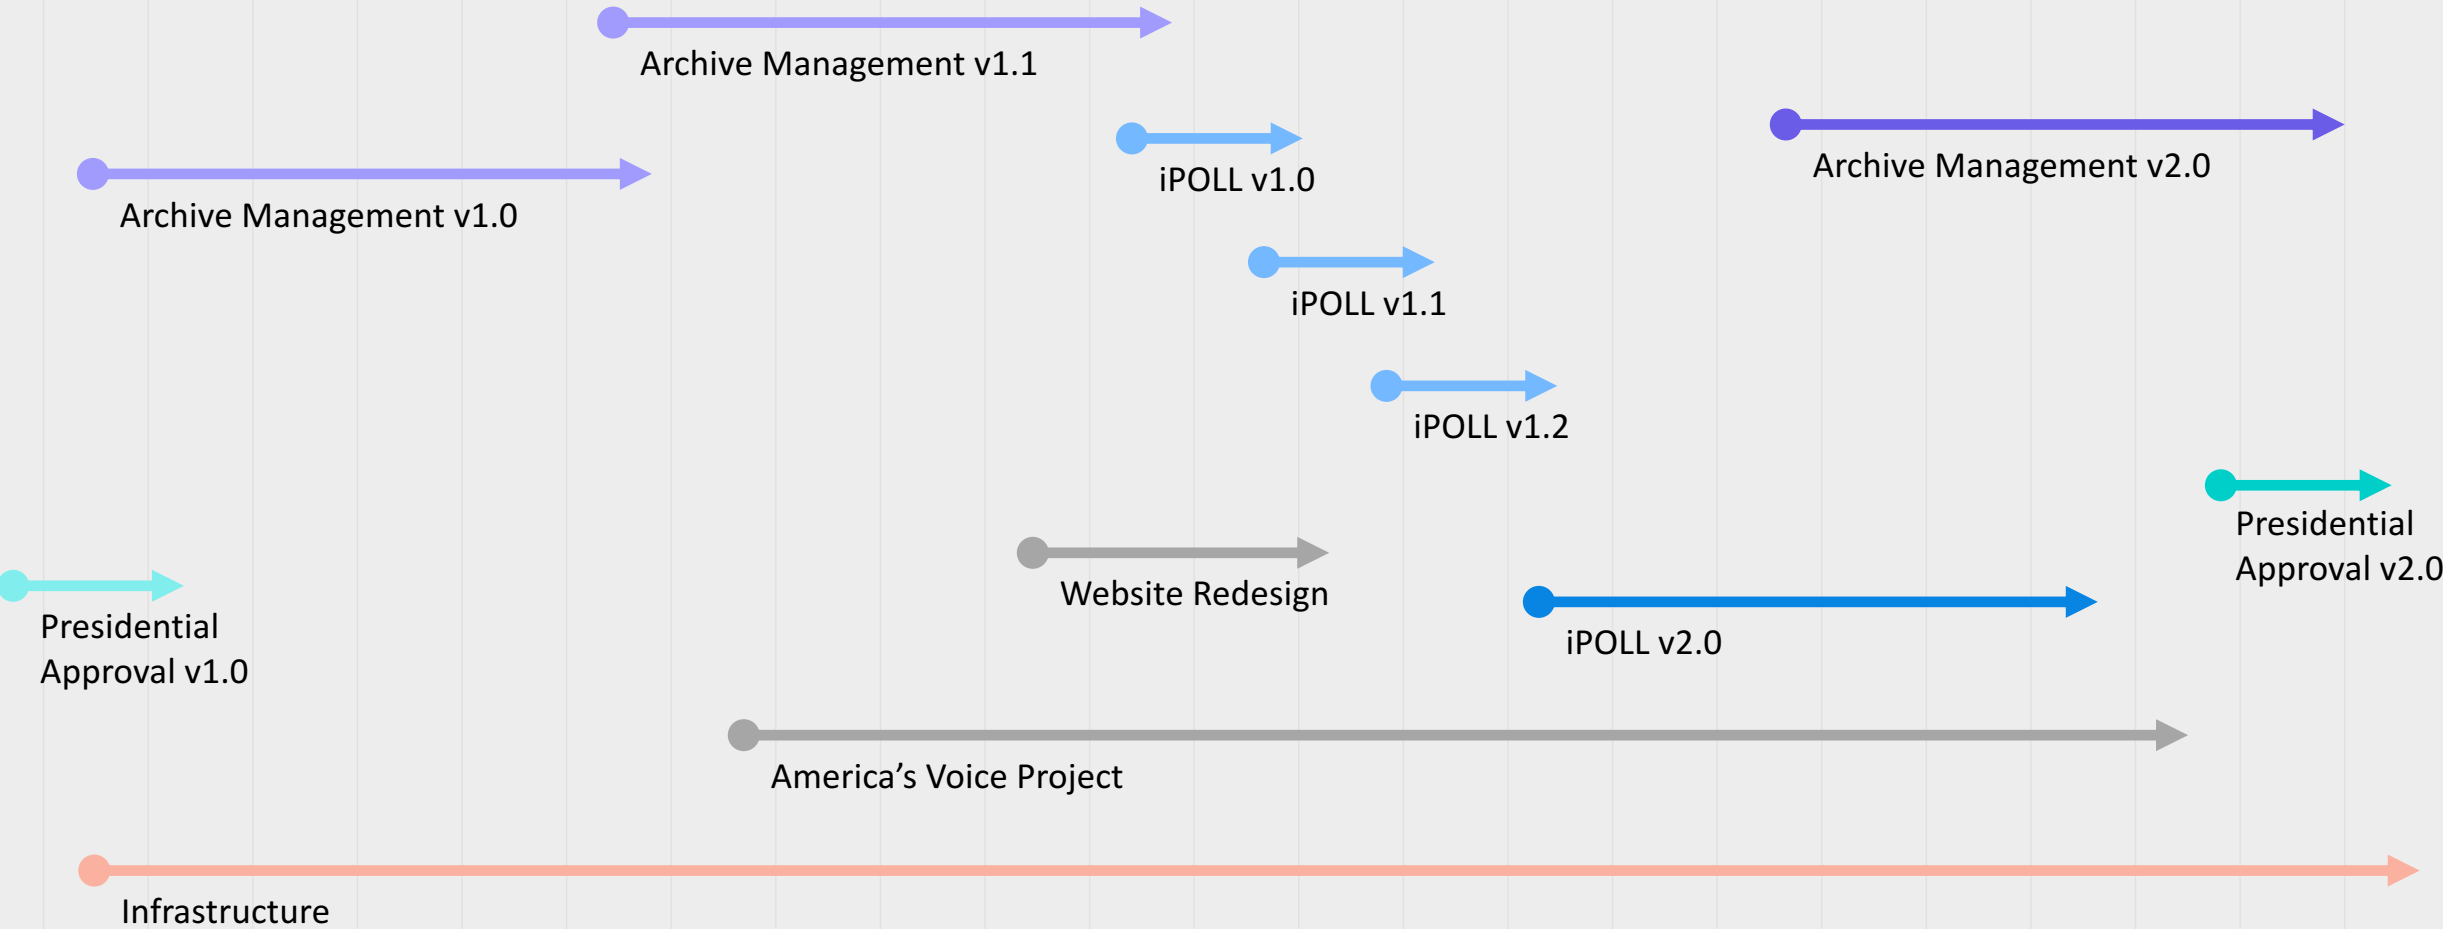 Archive Management v1.1
iPOLL v1.0
Archive Management v2.0
Archive Management v1.0
iPOLL v1.1
iPOLL v1.2
Presidential
Approval v2.0
Website Redesign
Presidential
Approval v1.0
iPOLL v2.0
America’s Voice Project
Infrastructure